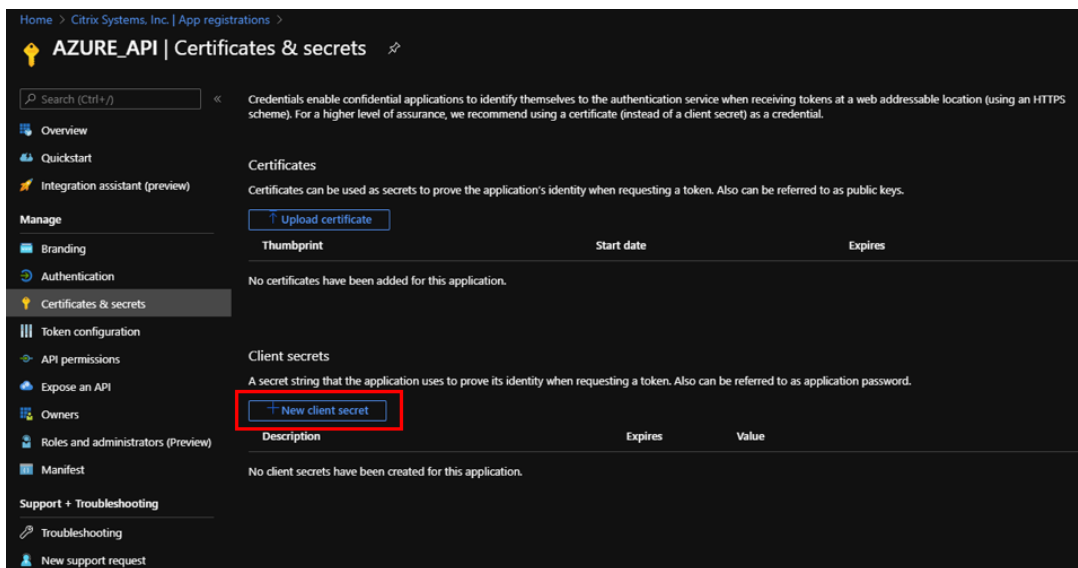 Home > Citrix Systems, Inc. | App registrations >
AZURE_API | Certificates & secrets
Search (Ctrl+/)
«
Overview
Quickstart
Integration assistant (preview)
Manage
Branding
Authentication
Certificates & secrets
Token configuration
API permissions
Expose an API
Owners
Roles and administrators (Preview)
Manifest
Support + Troubleshooting
Troubleshooting
New support request
Credentials enable confidential applications to identify themselves to the authentication service when receiving tokens at a web addressable location (using an HTTPS
scheme). For a higher level of assurance, we recommend using a certificate (instead of a client secret) as a credential.
Certificates
Certificates can be used as secrets to prove the application's identity when requesting a token. Also can be referred to as public keys.
Upload certificate
Thumbprint Start date Expires
No certificates have been added for this application.
Client secrets
A secret string that the application uses to prove its identity when requesting a token. Also can be referred to as application password.
+ New client secret
Description Expires Value
No client secrets have been created for this application.